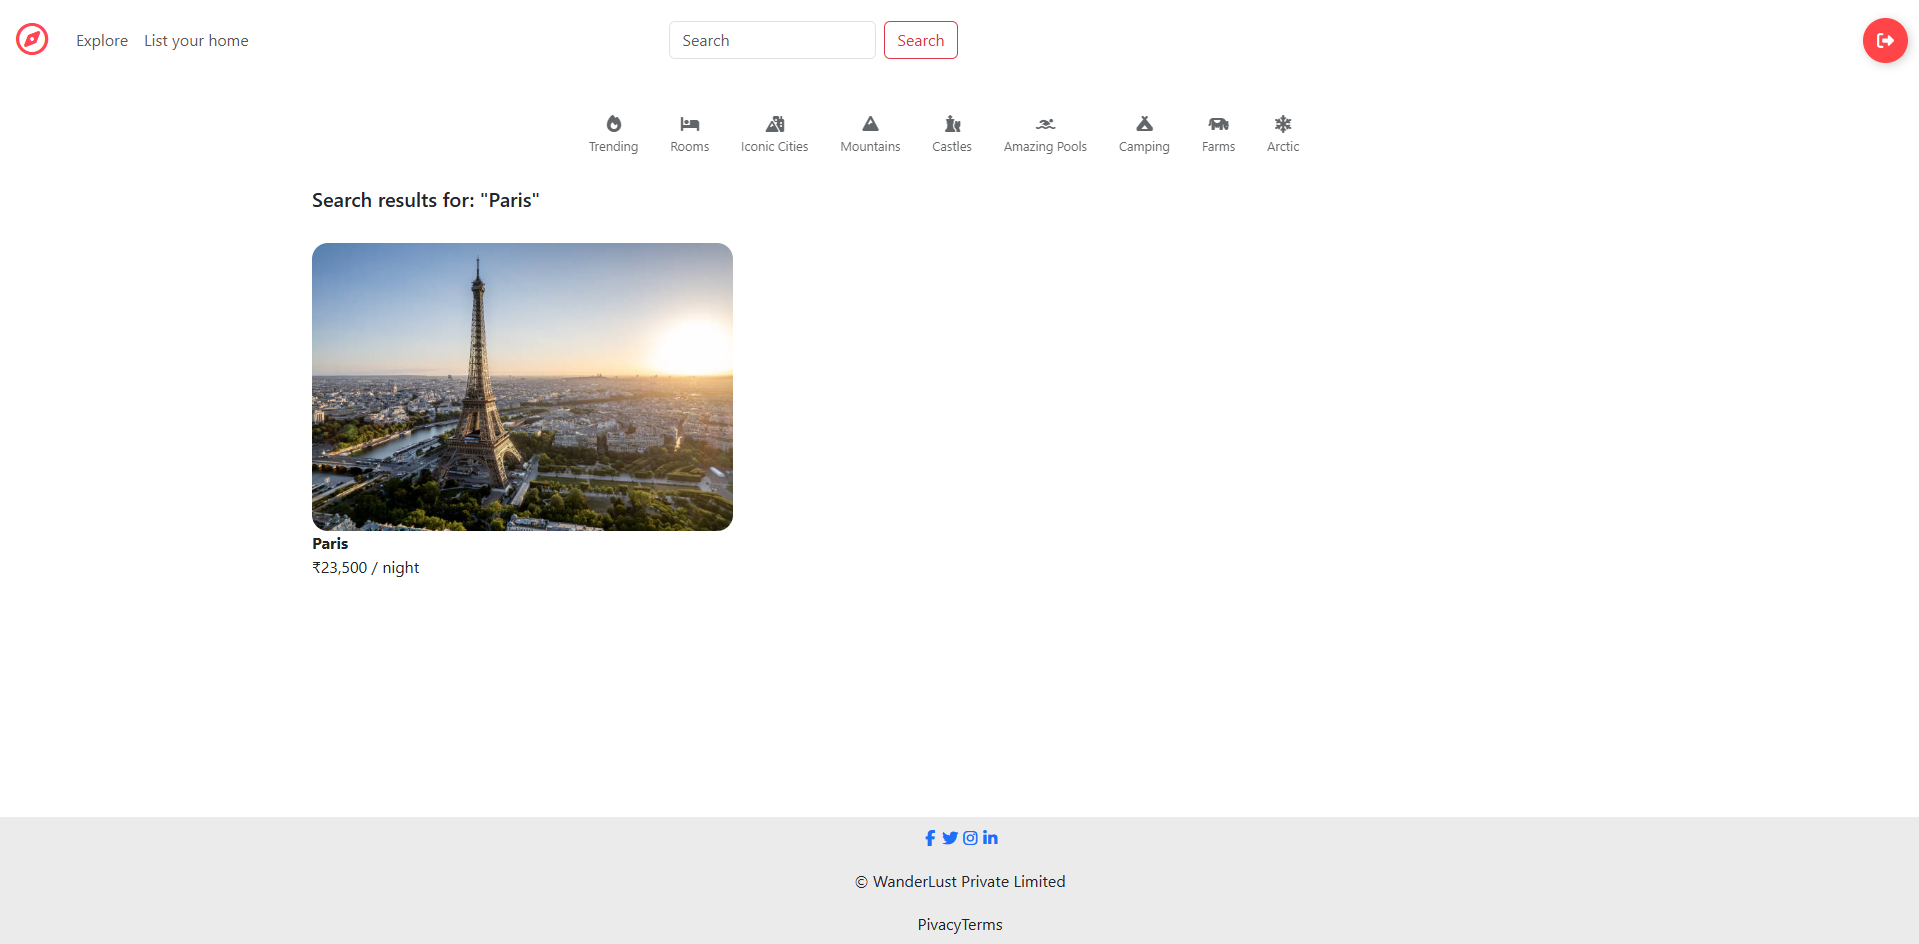 Explore List your home Search Search
Trending Rooms Iconic Cities Mountains Castles Amazing Pools Camping Farms Arctic
Search results for: "Paris"
Paris
₹23,500 / night
© WanderLust Private Limited
PivacyTerms